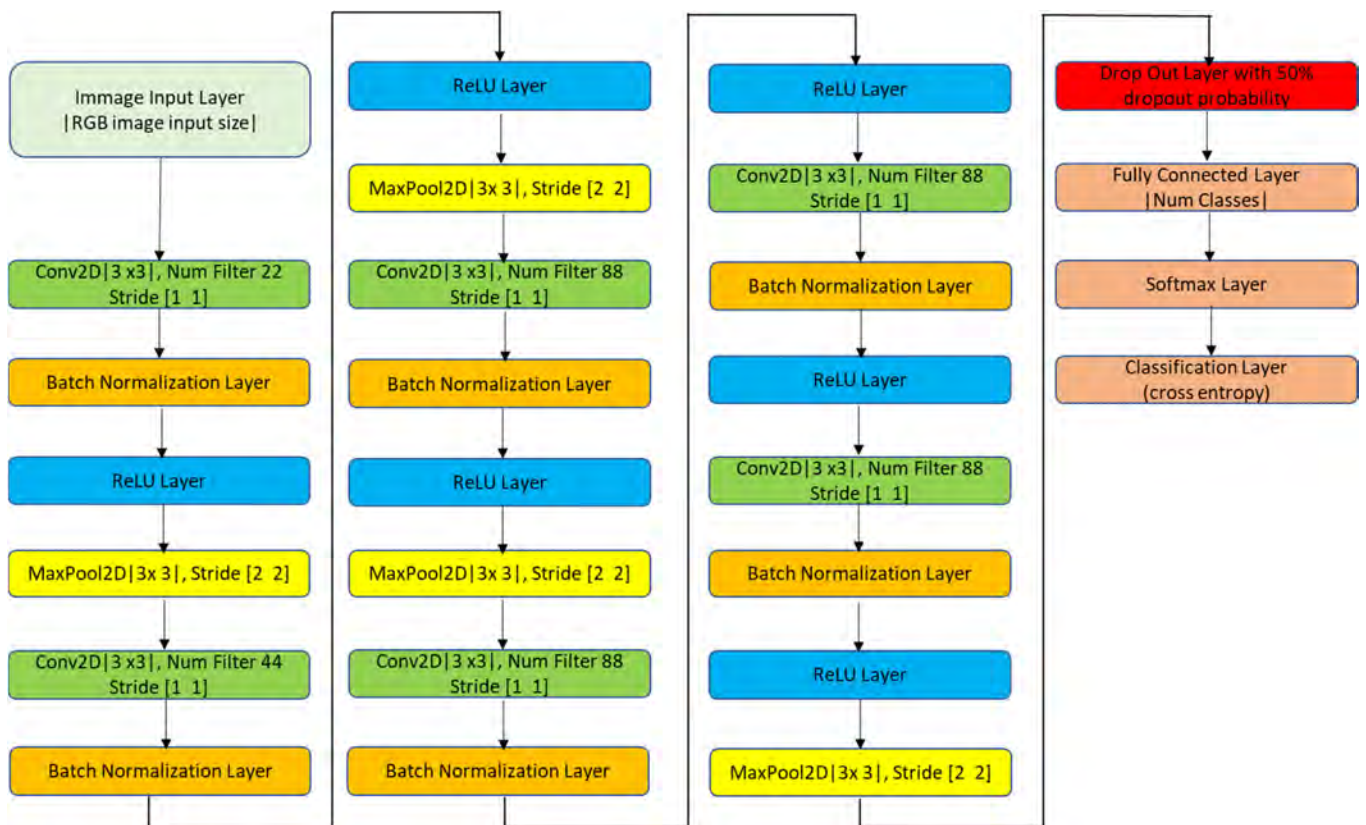 Immage Input Layer
|RGB image input size|
Conv2D|3 x3|, Num Filter 22
Stride [1 1]
Batch Normalization Layer
ReLU Layer
MaxPool2D|3x 3|, Stride [2 2]
Conv2D|3 x3|, Num Filter 44
Stride [1 1]
Batch Normalization Layer
ReLU Layer
MaxPool2D|3x 3|, Stride [2 2]
Conv2D|3 x3|, Num Filter 88
Stride [1 1]
Batch Normalization Layer
ReLU Layer
MaxPool2D|3x 3|, Stride [2 2]
Conv2D|3 x3|, Num Filter 88
Stride [1 1]
Batch Normalization Layer
ReLU Layer
Conv2D|3 x3|, Num Filter 88
Stride [1 1]
Batch Normalization Layer
ReLU Layer
Conv2D|3 x3|, Num Filter 88
Stride [1 1]
Batch Normalization Layer
ReLU Layer
MaxPool2D|3x 3|, Stride [2 2]
Drop Out Layer with 50%
dropout probability
Fully Connected Layer
|Num Classes|
Softmax Layer
Classification Layer
(cross entropy)